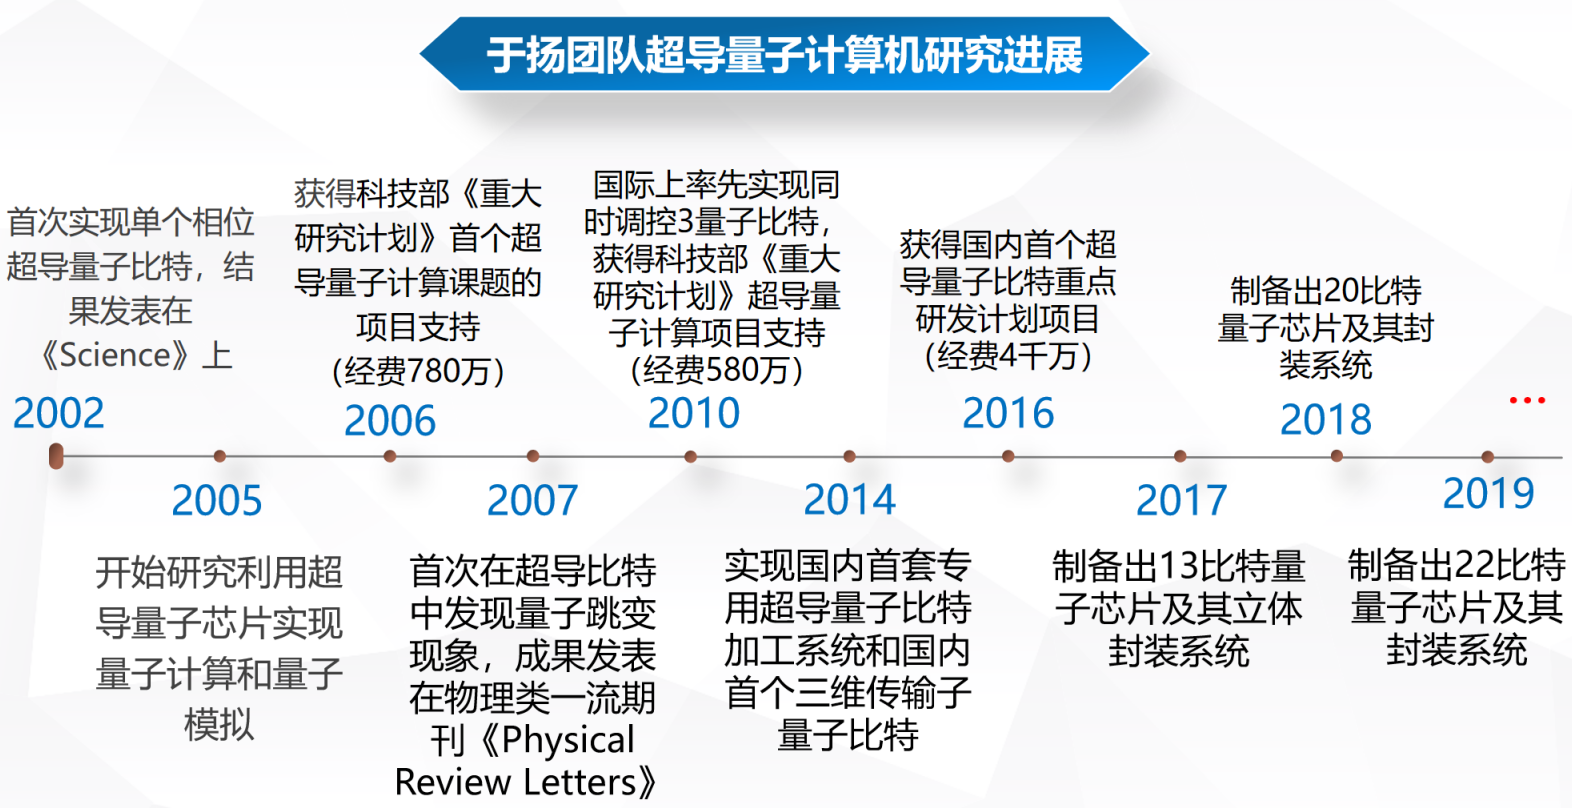 于扬团队超导量子计算机研究进展
首次实现单个相位
超导量子比特，结
果发表在
《Science》上
2002
开始研究利用超
导量子芯片实现
量子计算和量子
模拟
2005
获得科技部《重大
研究计划》首个超
导量子计算课题的
项目支持
（经费780万）
2006
2007
首次在超导比特
中发现量子跳变
现象，成果发表
在物理类一流期
刊《Physical
Review Letters》
国际上率先实现同
时调控3量子比特，
获得科技部《重大
研究计划》超导量
子计算项目支持
（经费580万）
2010
2014
实现国内首套专
用超导量子比特
加工系统和国内
首个三维传输子
量子比特
获得国内首个超
导量子比特重点
研发计划项目
（经费4千万）
2016
2017
制备出13比特量
子芯片及其立体
封装系统
制备出20比特
量子芯片及其封
装系统
2018
...
2019
制备出22比特
量子芯片及其
封装系统